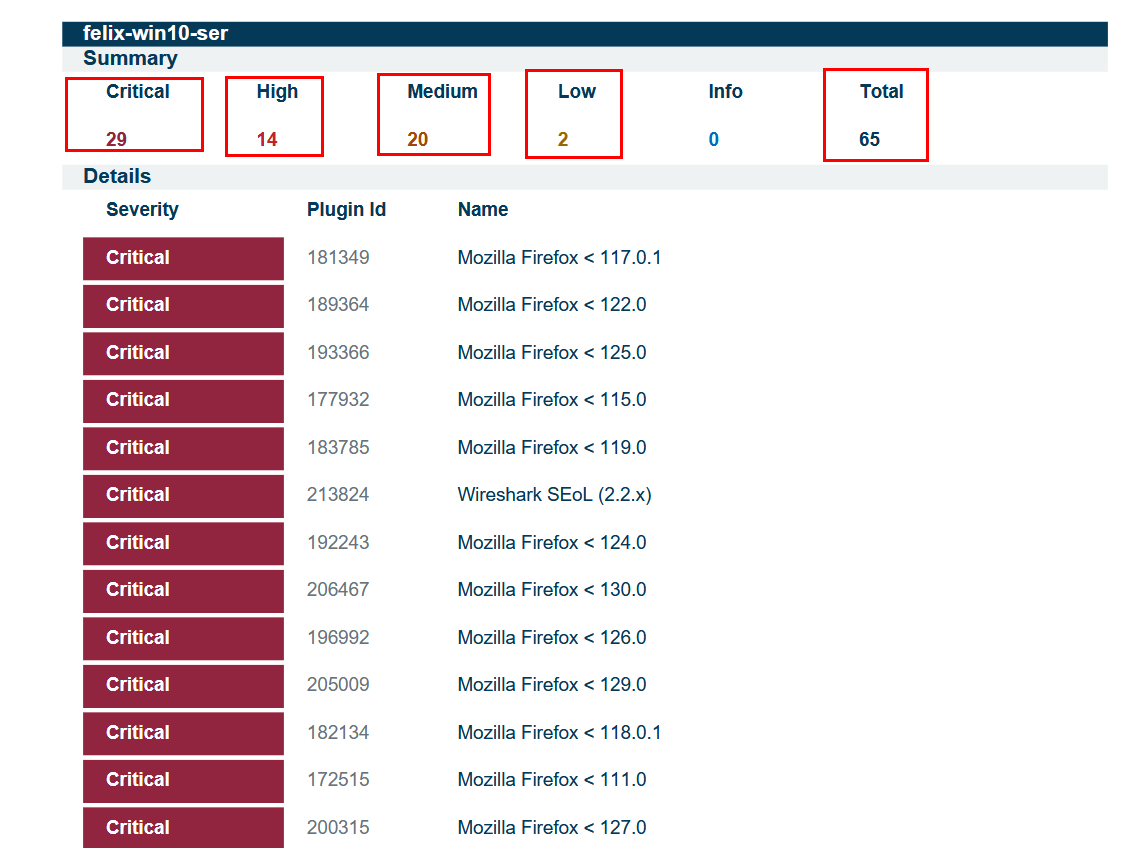 felix-win10-ser
Summary
Critical High Medium Low Info Total
29 14 20 2 0 65
Details
Severity Plugin Id Name
Critical 181349 Mozilla Firefox < 117.0.1
Critical 189364 Mozilla Firefox < 122.0
Critical 193366 Mozilla Firefox < 125.0
Critical 177932 Mozilla Firefox < 115.0
Critical 183785 Mozilla Firefox < 119.0
Critical 213824 Wireshark SEoL (2.2.x)
Critical 192243 Mozilla Firefox < 124.0
Critical 206467 Mozilla Firefox < 130.0
Critical 196992 Mozilla Firefox < 126.0
Critical 205009 Mozilla Firefox < 129.0
Critical 182134 Mozilla Firefox < 118.0.1
Critical 172515 Mozilla Firefox < 111.0
Critical 200315 Mozilla Firefox < 127.0